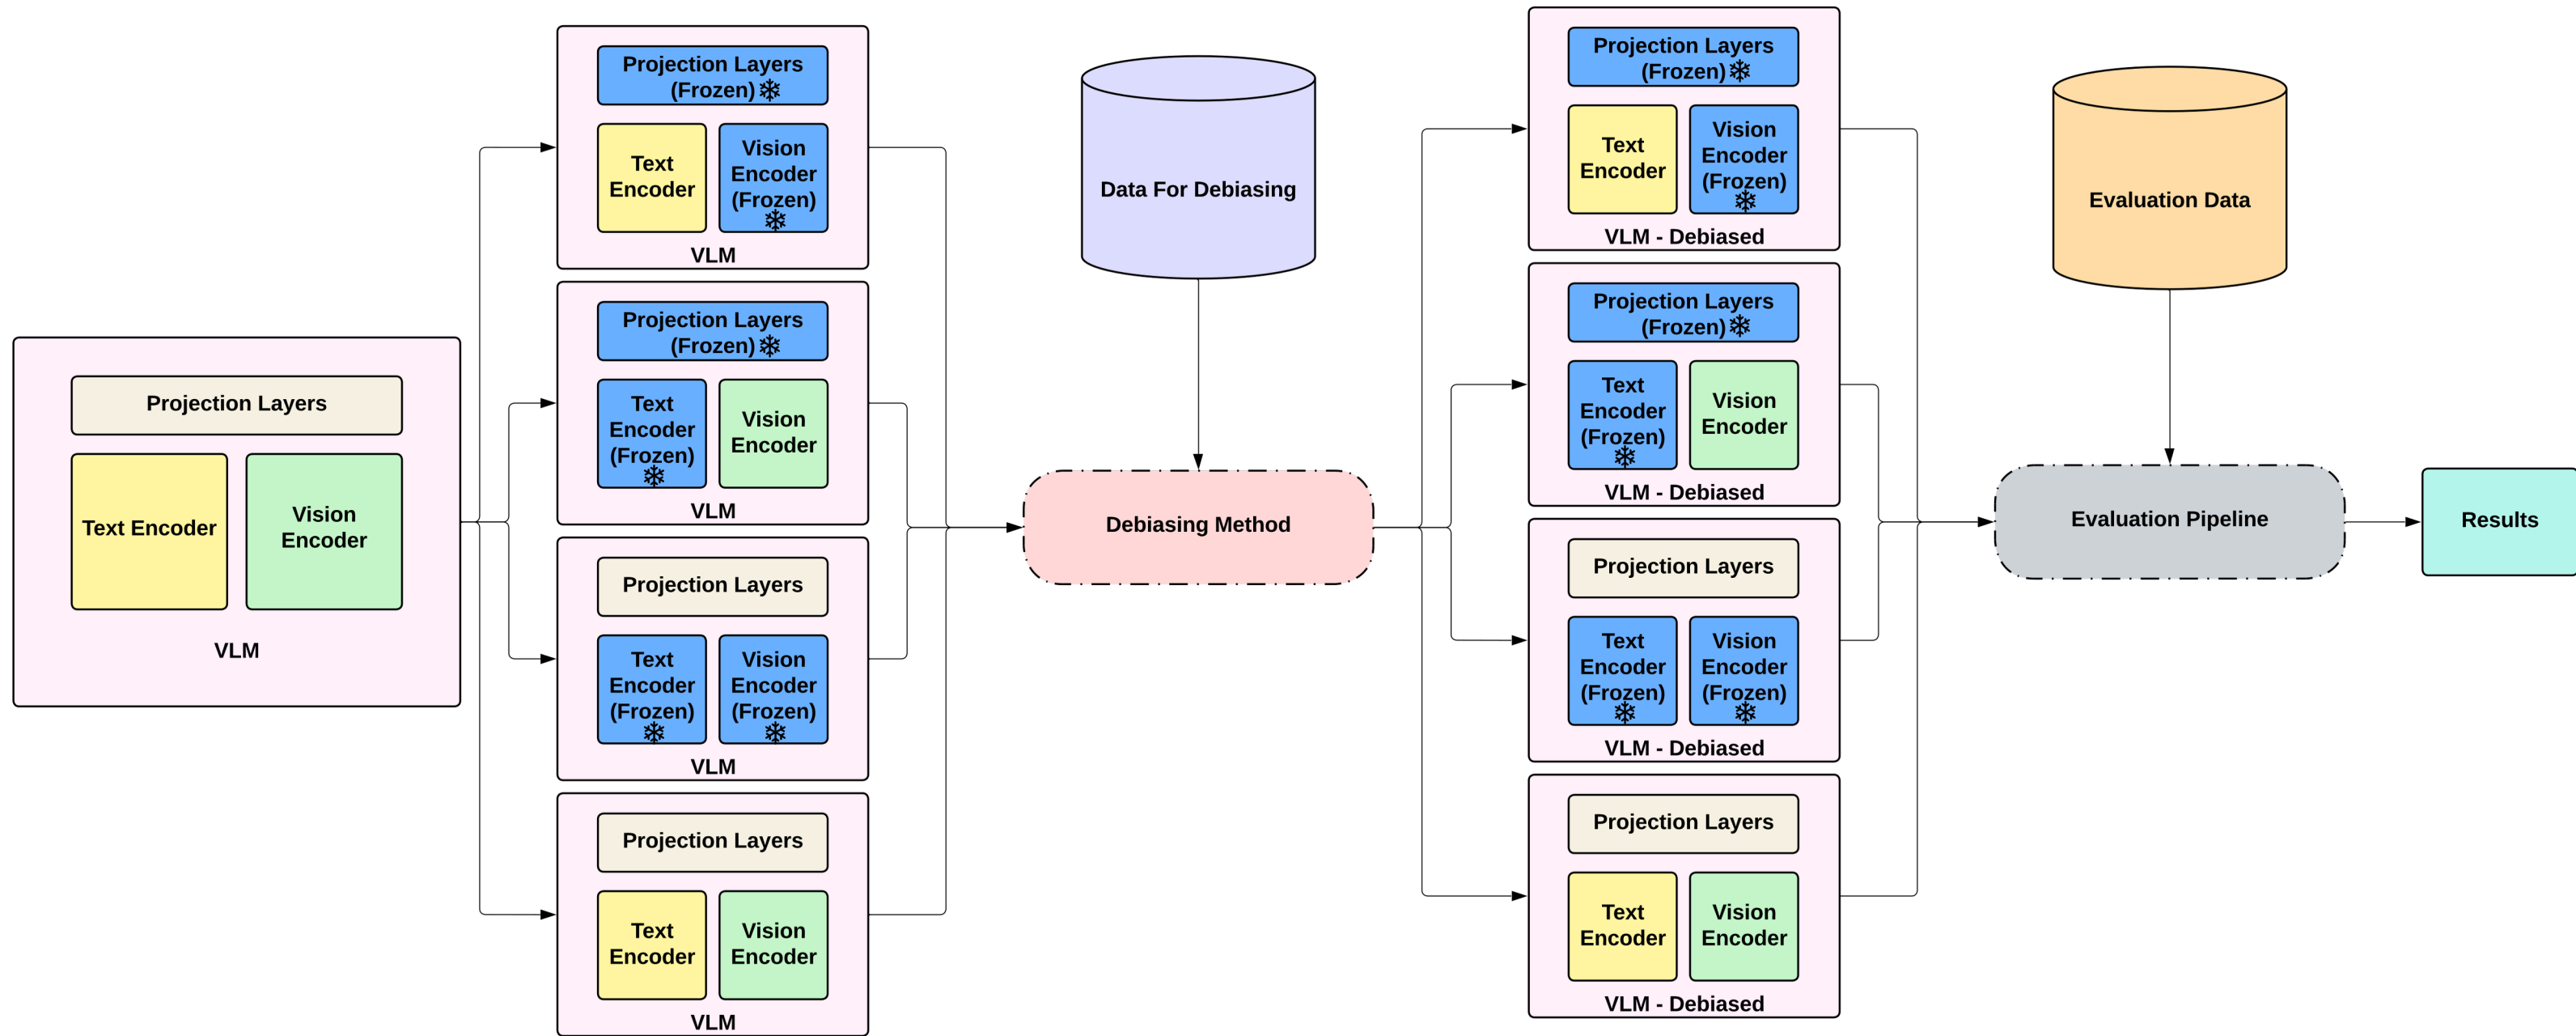 Projection Layers
Text Encoder
Vision
Encoder
VLM
Projection Layers
(Frozen)
Text
Encoder
Vision
Encoder
(Frozen)
VLM
Projection Layers
(Frozen)
Text
Encoder
(Frozen)
Vision
Encoder
VLM
Projection Layers
Text
Encoder
(Frozen)
Vision
Encoder
(Frozen)
VLM
Projection Layers
Text
Encoder
Vision
Encoder
VLM
Data For Debiasing
Debiasing Method
Projection Layers
(Frozen)
Text
Encoder
Vision
Encoder
(Frozen)
VLM - Debiased
Projection Layers
(Frozen)
Text
Encoder
(Frozen)
Vision
Encoder
VLM - Debiased
Projection Layers
Text
Encoder
(Frozen)
Vision
Encoder
(Frozen)
VLM - Debiased
Projection Layers
Text
Encoder
Vision
Encoder
VLM - Debiased
Evaluation Data
Evaluation Pipeline
Results